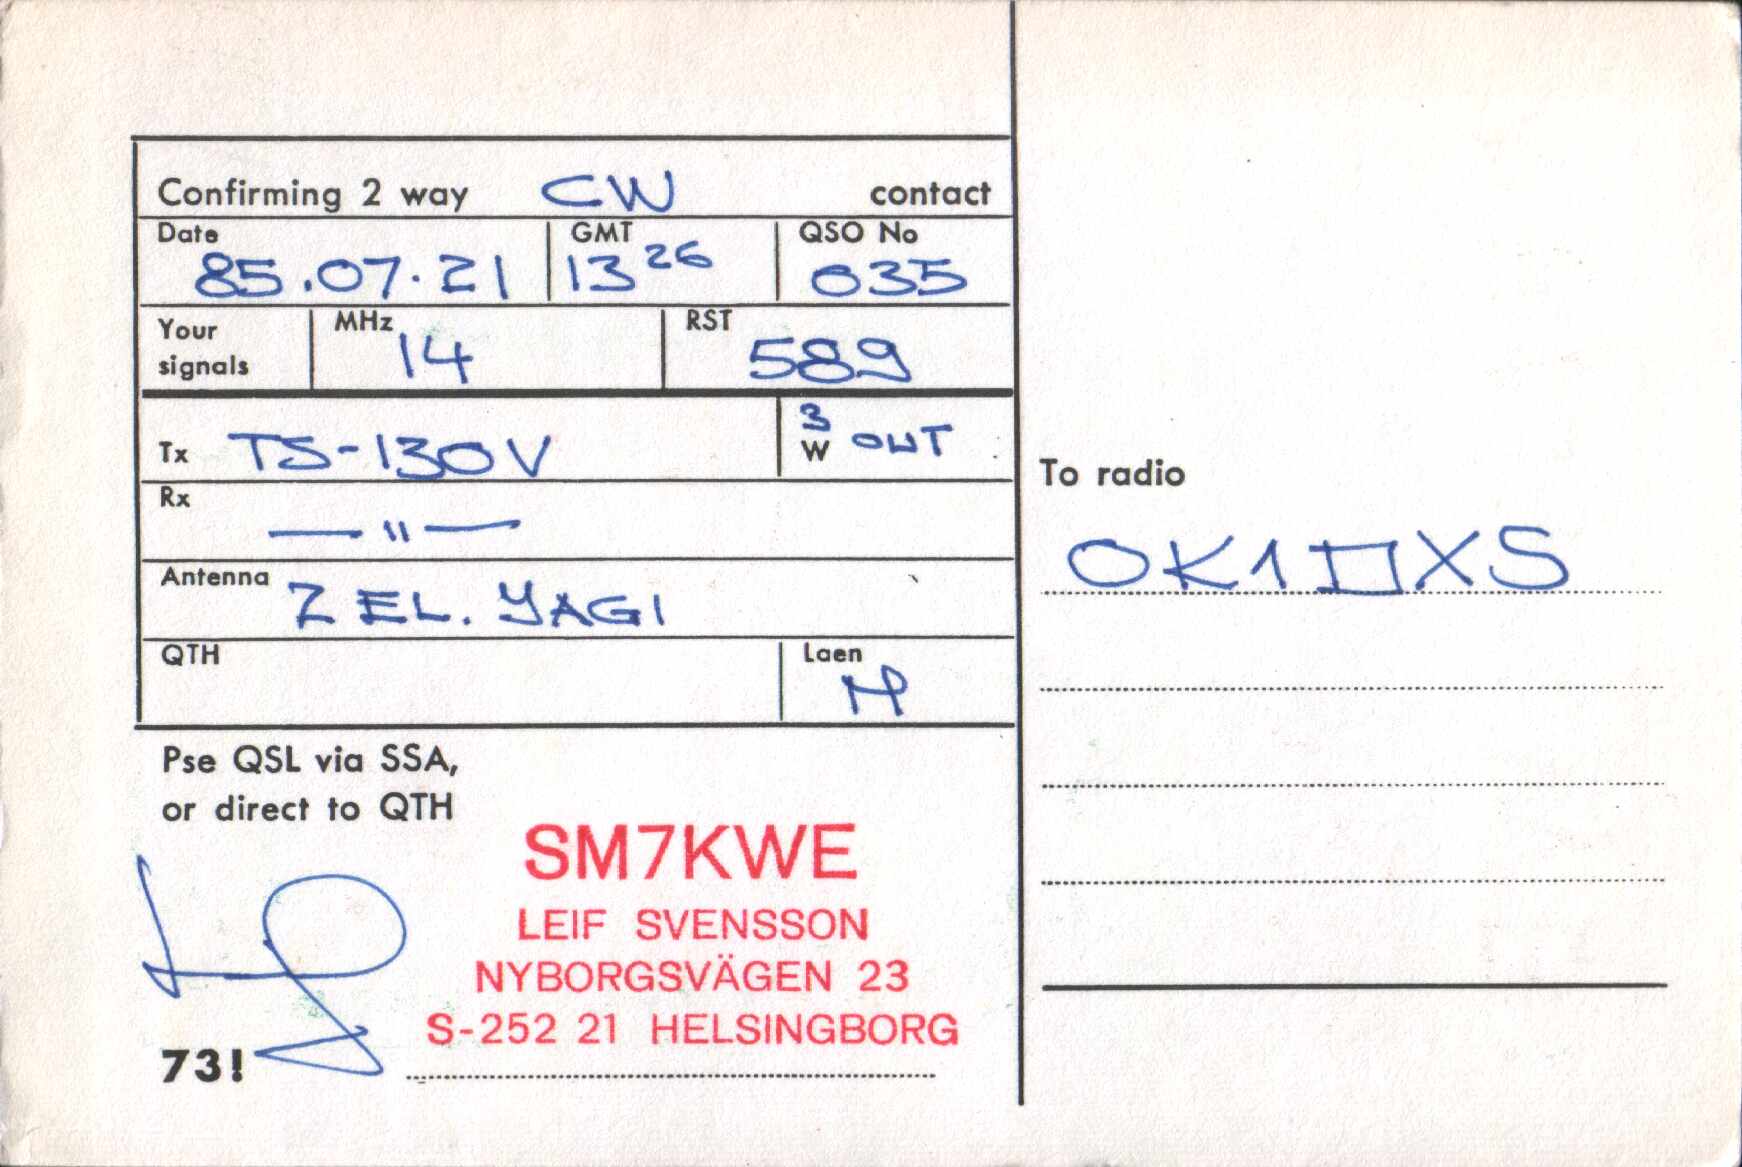 Confirming 2 way CW contact
Date GMT QSO No
85.07.21 13 26 035
Your signals MHz 14 RST 589
Tx TS-130V 3 W OUT
Rx —"—
Antenna 2 EL. YAGI
QTH Laen M
Pse QSL via SSA,
or direct to QTH
SM7KWE
LEIF SVENSSON
NYBORGSVÄGEN 23
S-252 21 HELSINGBORG
73!
To radio
OK1DXS